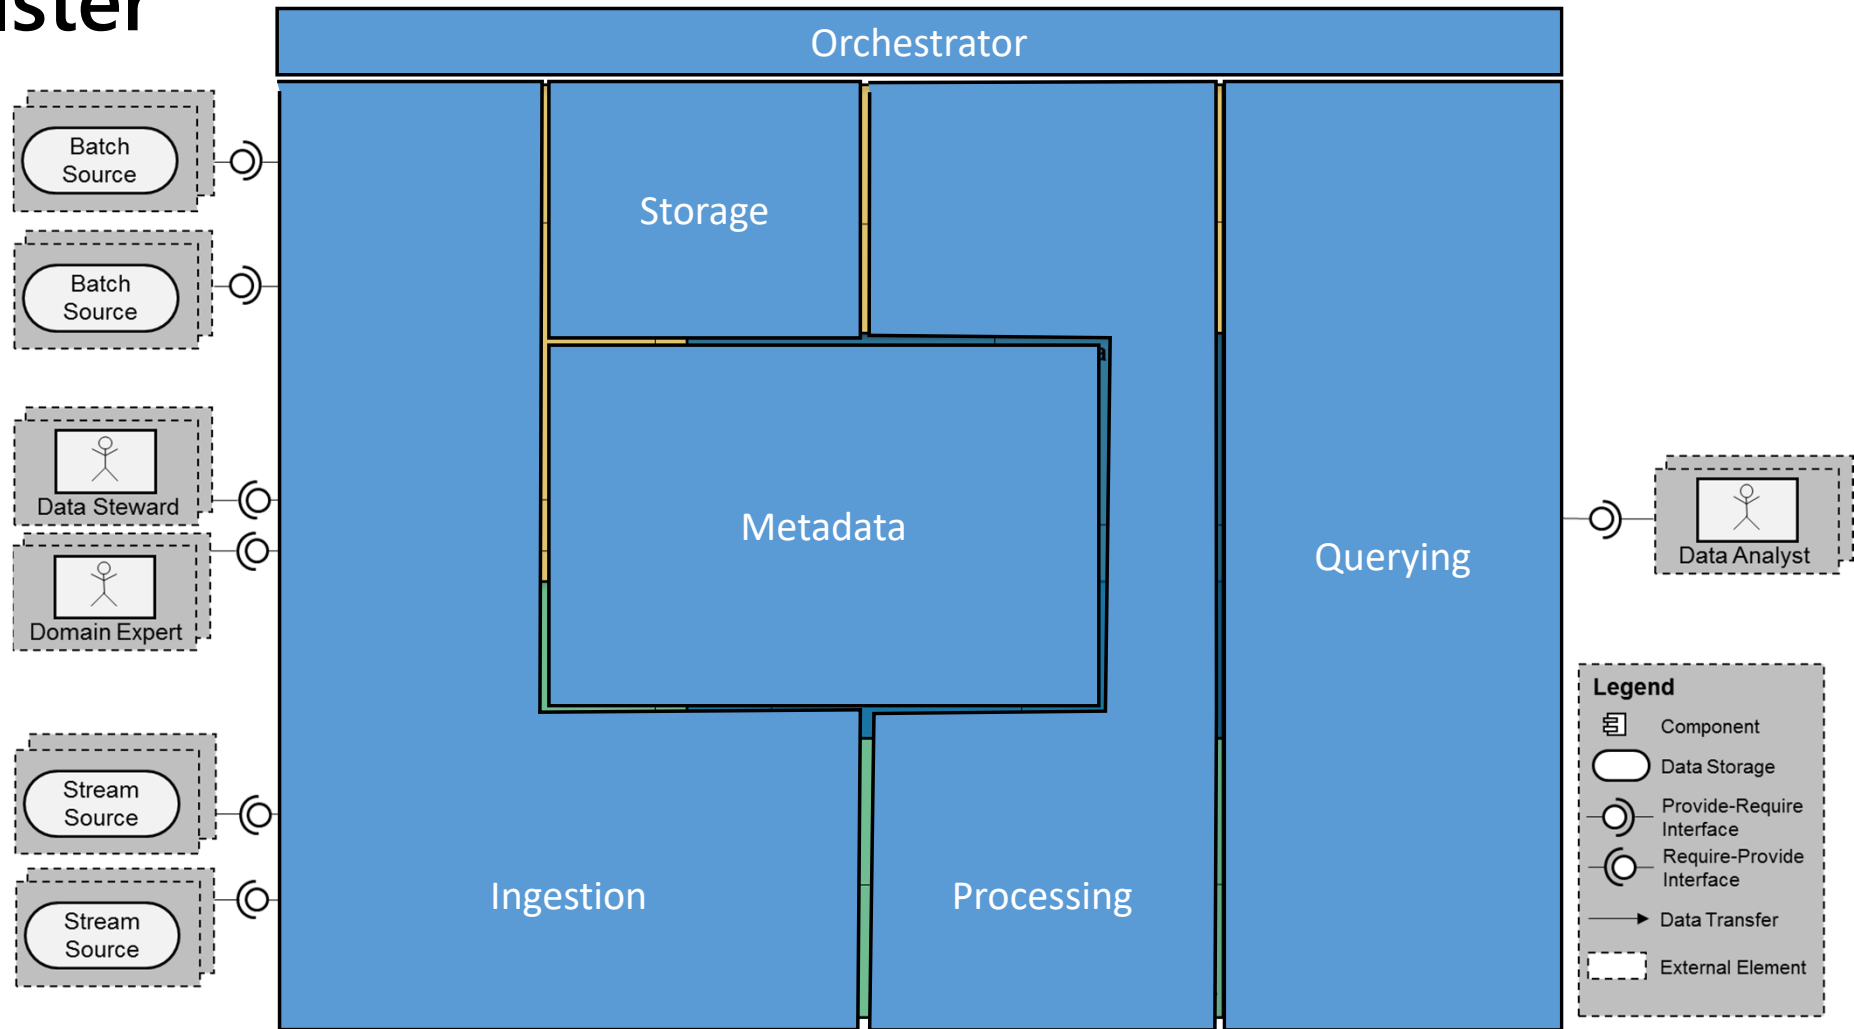 Orchestrator
Batch
Source
Batch
Source
Storage
Data Steward
Domain Expert
Metadata
Querying
Data Analyst
Stream
Source
Stream
Source
Ingestion
Processing
Legend
Component
Data Storage
Provide-Require
Interface
Require-Provide
Interface
Data Transfer
External Element